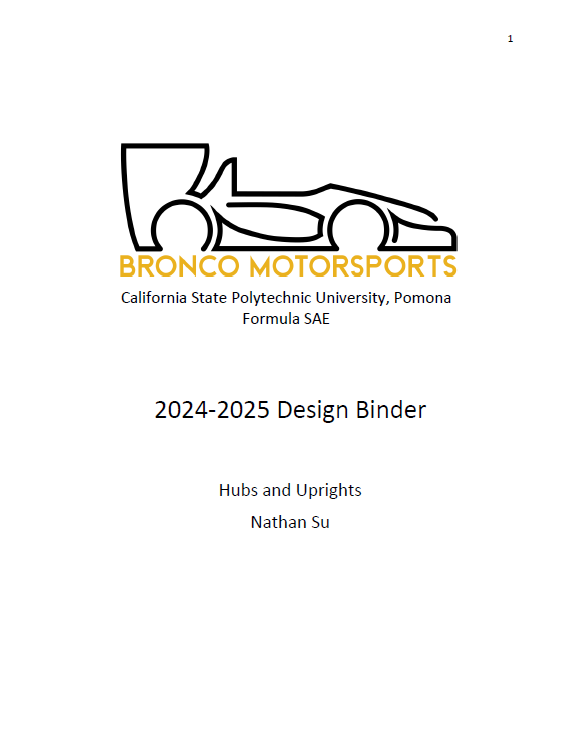 1
BRONCO MOTORSPORTS
California State Polytechnic University, Pomona
Formula SAE
2024-2025 Design Binder
Hubs and Uprights
Nathan Su